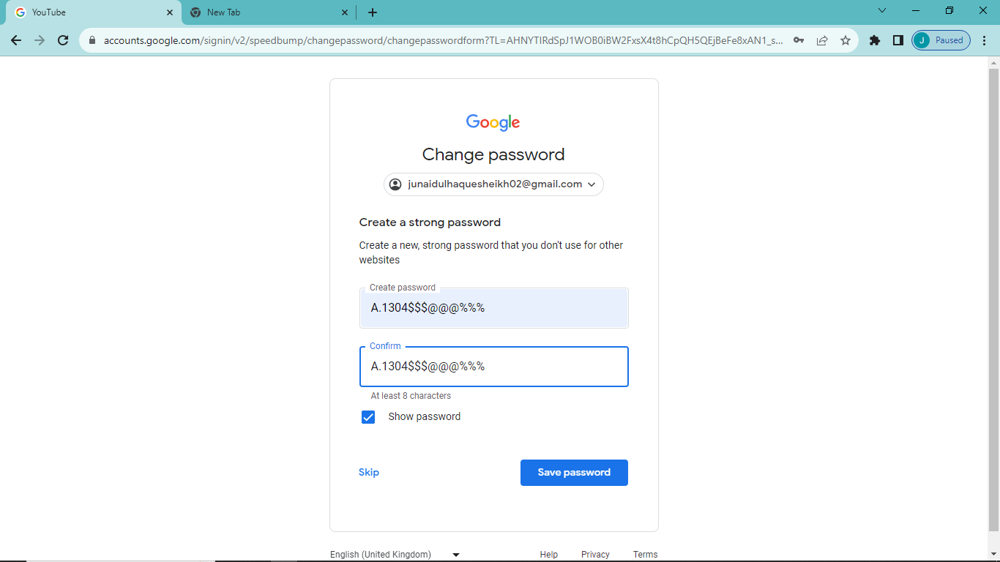 YouTube
New Tab
accounts.google.com/signin/v2/speedbump/changepassword/changepasswordform?TL=AHNYTIRdSpJ1WOB0iBW2FxsX4t8hCpQH5QEjBeFe8xAN1_s...
J Paused
Google
Change password
junaidulhaquesheikh02@gmail.com
Create a strong password
Create a new, strong password that you don't use for other
websites
Create password
A.1304$$$@@@%%%
Confirm
A.1304$$$@@@%%%
At least 8 characters
Show password
Skip Save password
English (United Kingdom) Help Privacy Terms